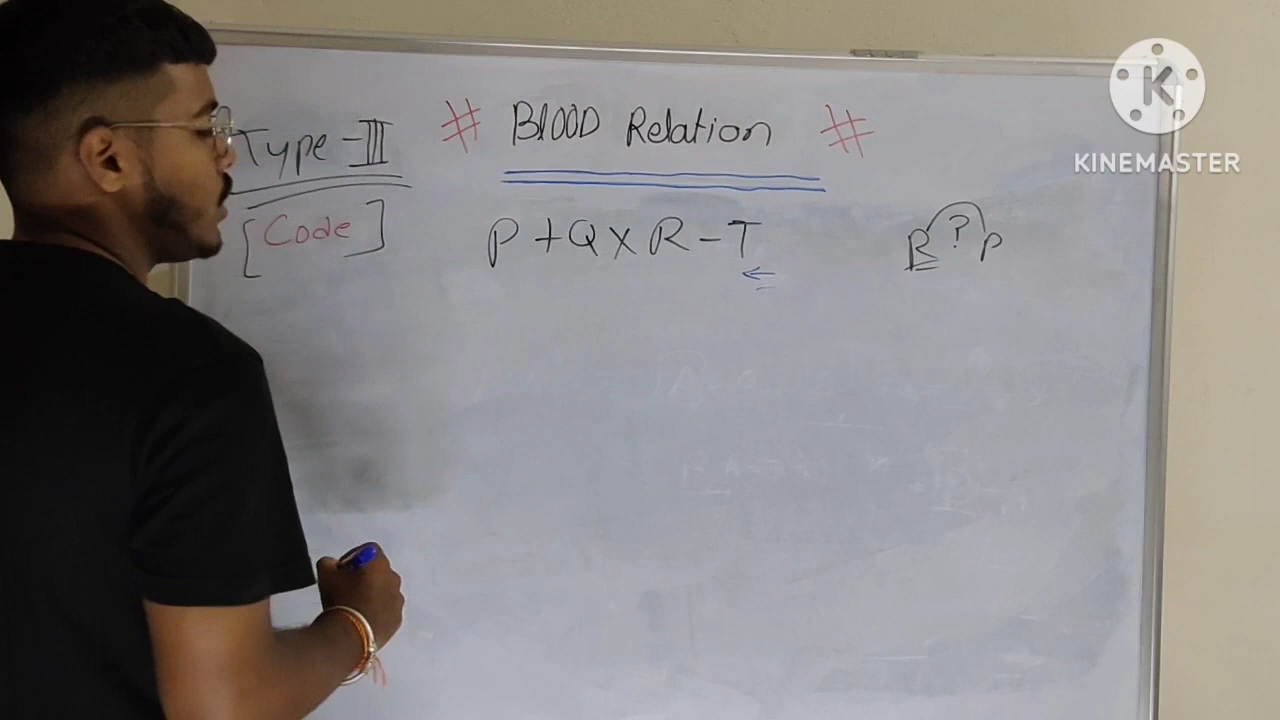 # Blood Relation #
Type-III
[Code]
P + Q × R - T
R ? P
KINEMASTER